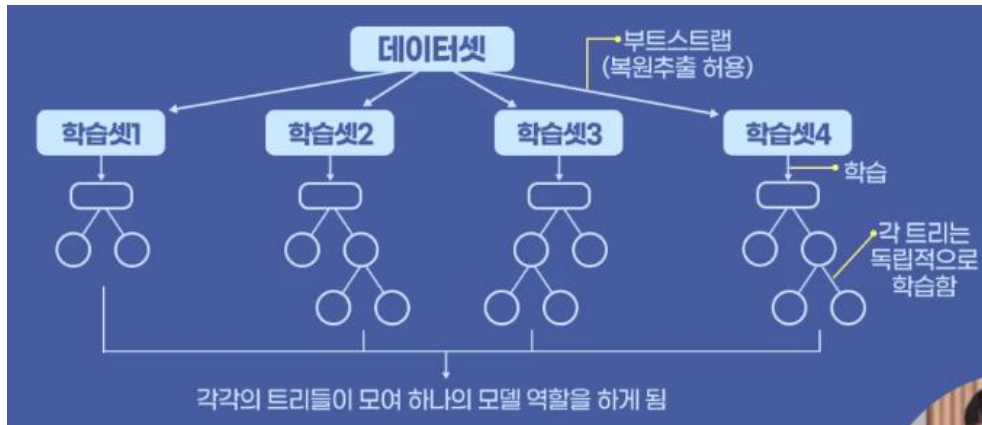 데이터셋
부트스트랩
(복원추출 허용)
학습셋1
학습셋2
학습셋3
학습셋4
학습
각 트리는
독립적으로
학습함
각각의 트리들이 모여 하나의 모델 역할을 하게 됨